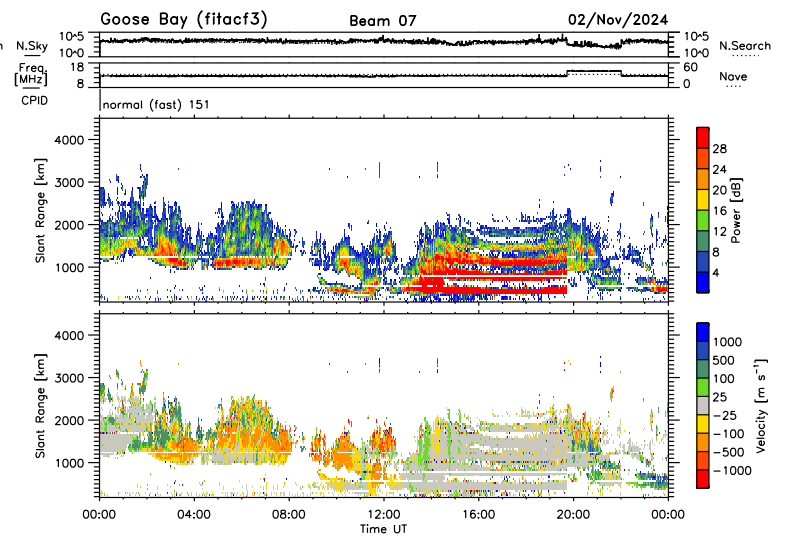 Goose Bay (fitacf3) Beam 07 02/Nov/2024
n N.Sky 10^5 10^0 10^5 10^0 N.Search
Freq. [MHz] 18 8 60 0 Nave
CPID normal (fast) 151
Slant Range [km]
4000
3000
2000
1000
Power [dB]
28
24
20
16
12
8
4
Slant Range [km]
4000
3000
2000
1000
Velocity [m s⁻¹]
1000
500
100
25
-25
-100
-500
-1000
00:00 04:00 08:00 12:00 16:00 20:00 00:00
Time UT